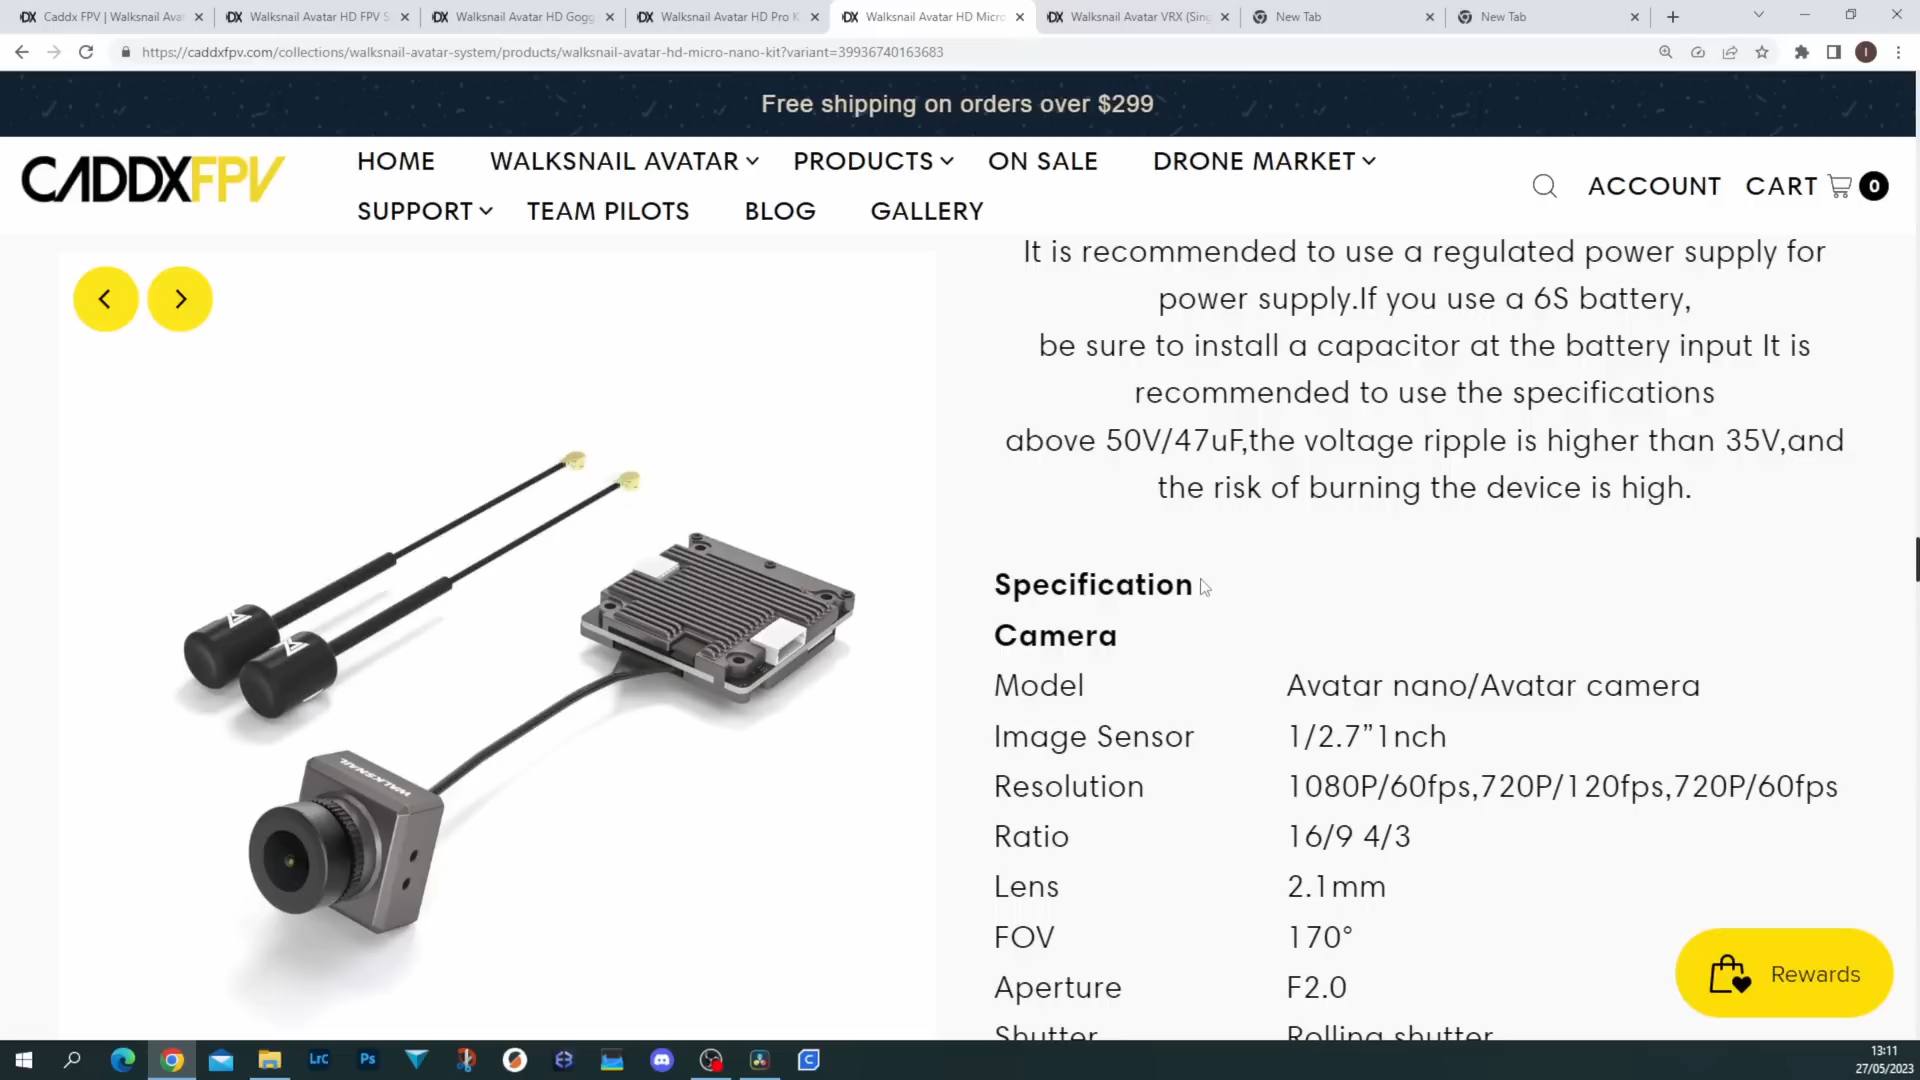 Caddx FPV | Walksnail Ava
Walksnail Avatar HD FPV S
Walksnail Avatar HD Gogg
Walksnail Avatar HD Pro K
Walksnail Avatar HD Micro
Walksnail Avatar VRX (Sing
New Tab
New Tab
https://caddxfpv.com/collections/walksnail-avatar-system/products/walksnail-avatar-hd-micro-nano-kit?variant=39936740163683
I
Free shipping on orders over $299
CADDXFPV
HOME WALKSNAIL AVATAR PRODUCTS ON SALE DRONE MARKET
SUPPORT TEAM PILOTS BLOG GALLERY
ACCOUNT CART 0
It is recommended to use a regulated power supply for
power supply.If you use a 6S battery,
be sure to install a capacitor at the battery input It is
recommended to use the specifications
above 50V/47uF,the voltage ripple is higher than 35V,and
the risk of burning the device is high.
WALKSNAIL
Specification
Camera
Model Avatar nano/Avatar camera
Image Sensor 1/2.7”1nch
Resolution 1080P/60fps,720P/120fps,720P/60fps
Ratio 16/9 4/3
Lens 2.1mm
FOV 170°
Aperture F2.0
Shutter Rolling shutter
Rewards
LrC
Ps
13:11
27/05/2023